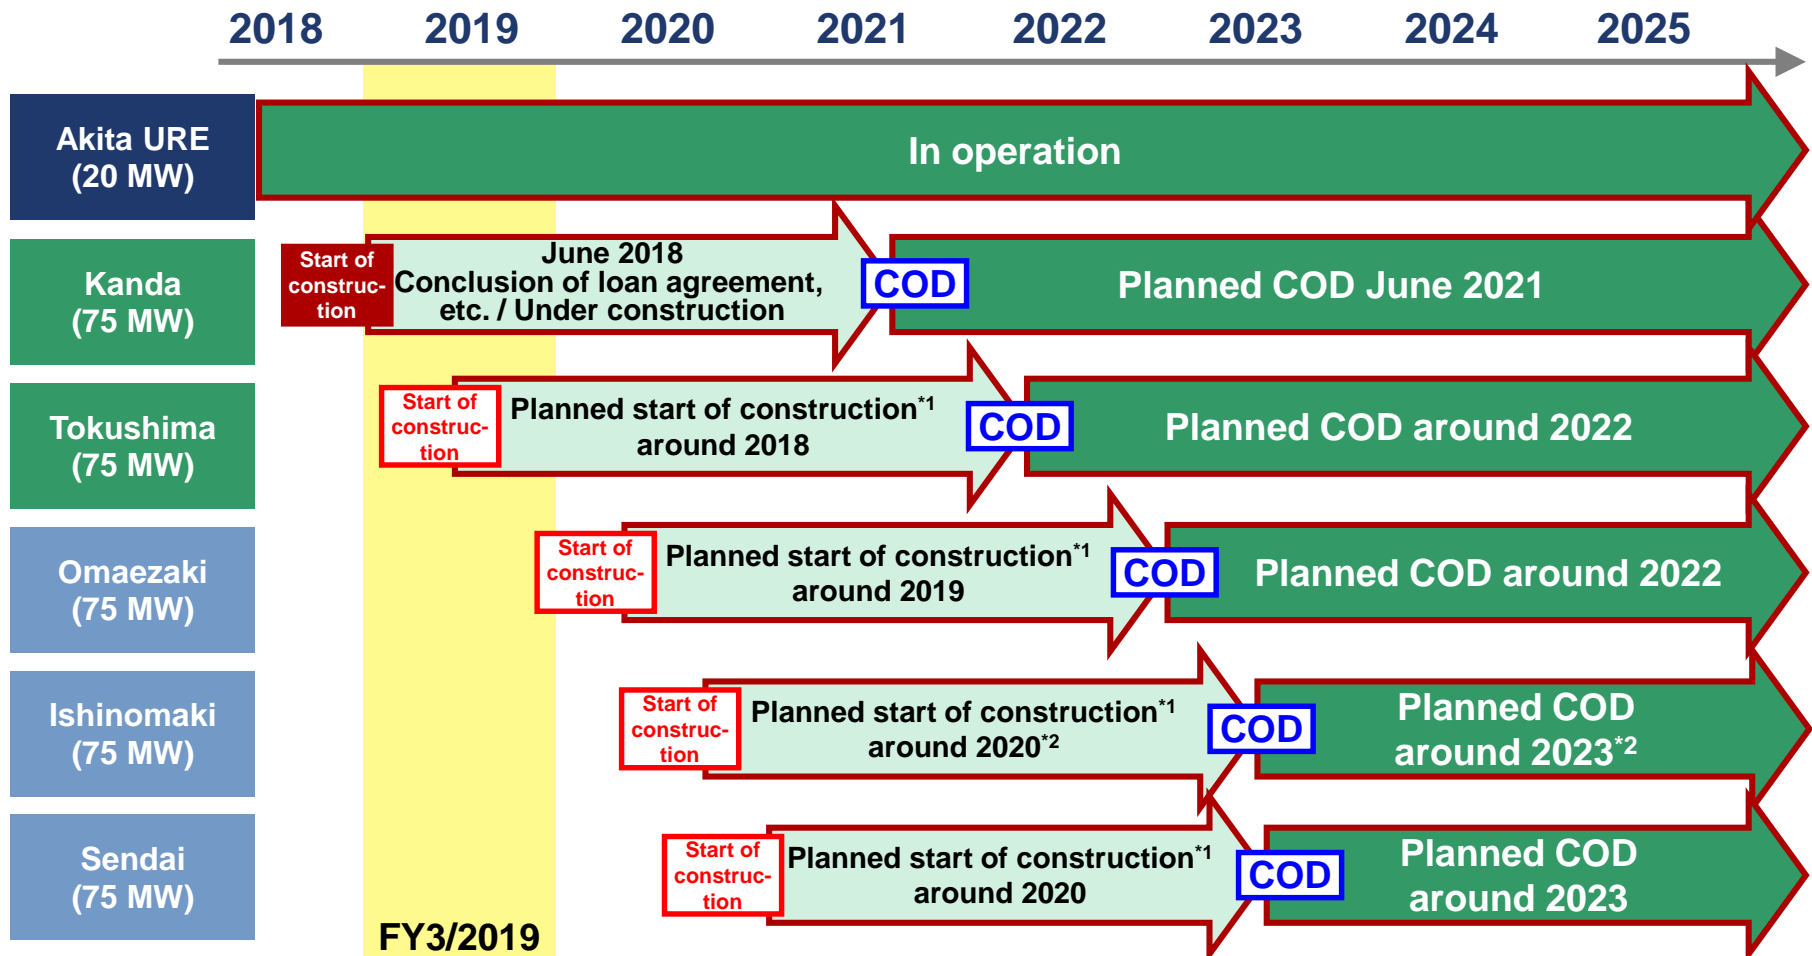 2018 2019 2020 2021 2022 2023 2024 2025
Akita URE
(20 MW)
In operation
Kanda
(75 MW)
Start of
construc-
tion
June 2018
Conclusion of loan agreement,
etc. / Under construction
COD
Planned COD June 2021
Tokushima
(75 MW)
Start of
construc-
tion
Planned start of construction*1
around 2018
COD
Planned COD around 2022
Omaezaki
(75 MW)
Start of
construc-
tion
Planned start of construction*1
around 2019
COD
Planned COD around 2022
Ishinomaki
(75 MW)
Start of
construc-
tion
Planned start of construction*1
around 2020*2
COD
Planned COD
around 2023*2
Sendai
(75 MW)
Start of
construc-
tion
Planned start of construction*1
around 2020
COD
Planned COD
around 2023
FY3/2019